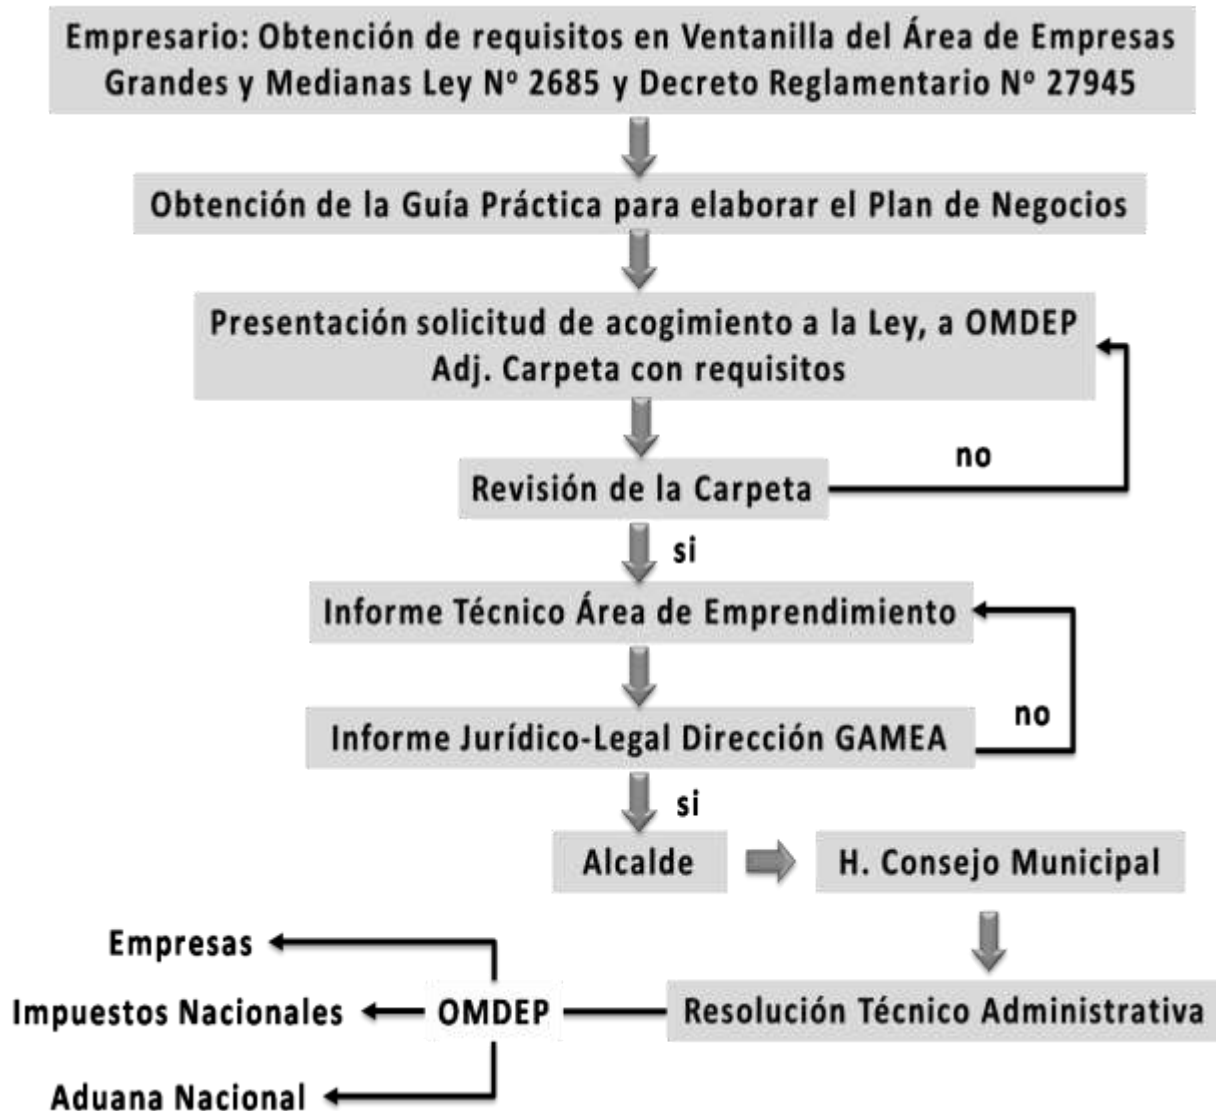 Empresario: Obtención de requisitos en Ventanilla del Área de Empresas
Grandes y Medianas Ley Nº 2685 y Decreto Reglamentario Nº 27945
Obtención de la Guía Práctica para elaborar el Plan de Negocios
Presentación solicitud de acogimiento a la Ley, a OMDEP
Adj. Carpeta con requisitos
no
Revisión de la Carpeta
si
Informe Técnico Área de Emprendimiento
no
Informe Jurídico-Legal Dirección GAMEA
si
Alcalde
H. Consejo Municipal
Empresas
Impuestos Nacionales
OMDEP
Resolución Técnico Administrativa
Aduana Nacional